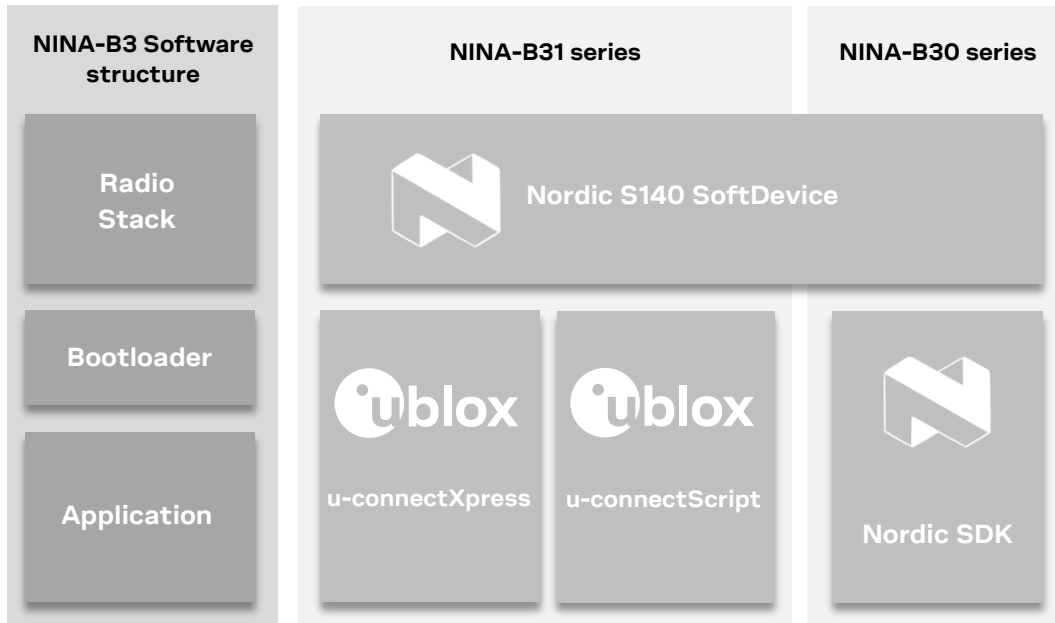 NINA-B3 Software
structure
NINA-B31 series
NINA-B30 series
Radio
Stack
Nordic S140 SoftDevice
Bootloader
ublox
ublox
Application
u-connectXpress
u-connectScript
Nordic SDK